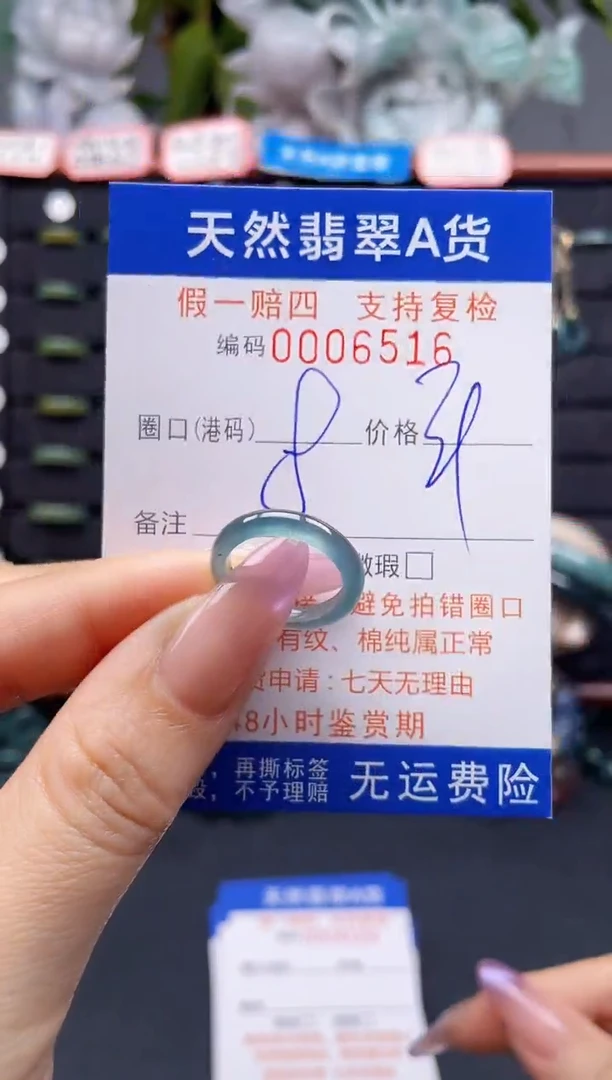 天然翡翠A货
假一赔四 支持复检
编码0006516
圈口(港码) 8 价格
备注
瑕□
避免拍错圈口
有纹、棉纯属正常
申请:七天无理由
8小时鉴赏期
,再撕标签
,不予理赔
无运费险